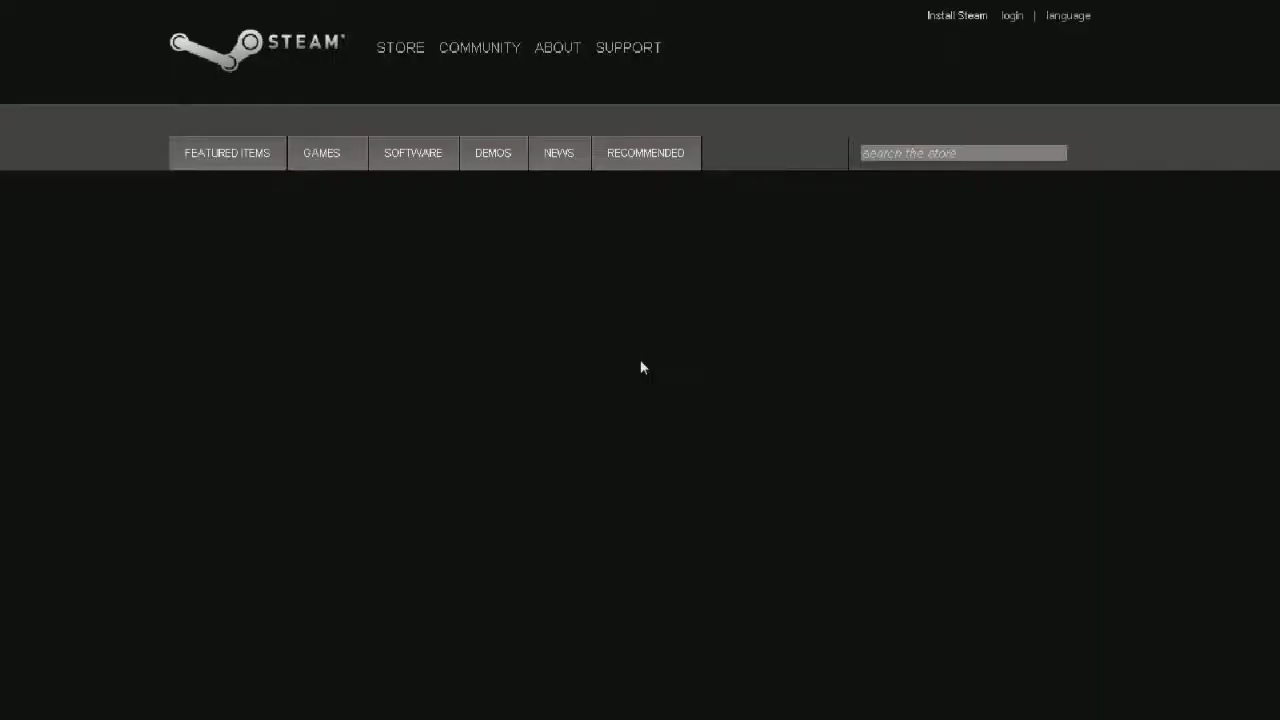 Install Steam login | language
STEAM® STORE COMMUNITY ABOUT SUPPORT
FEATURED ITEMS GAMES SOFTWARE DEMOS NEWS RECOMMENDED search the store